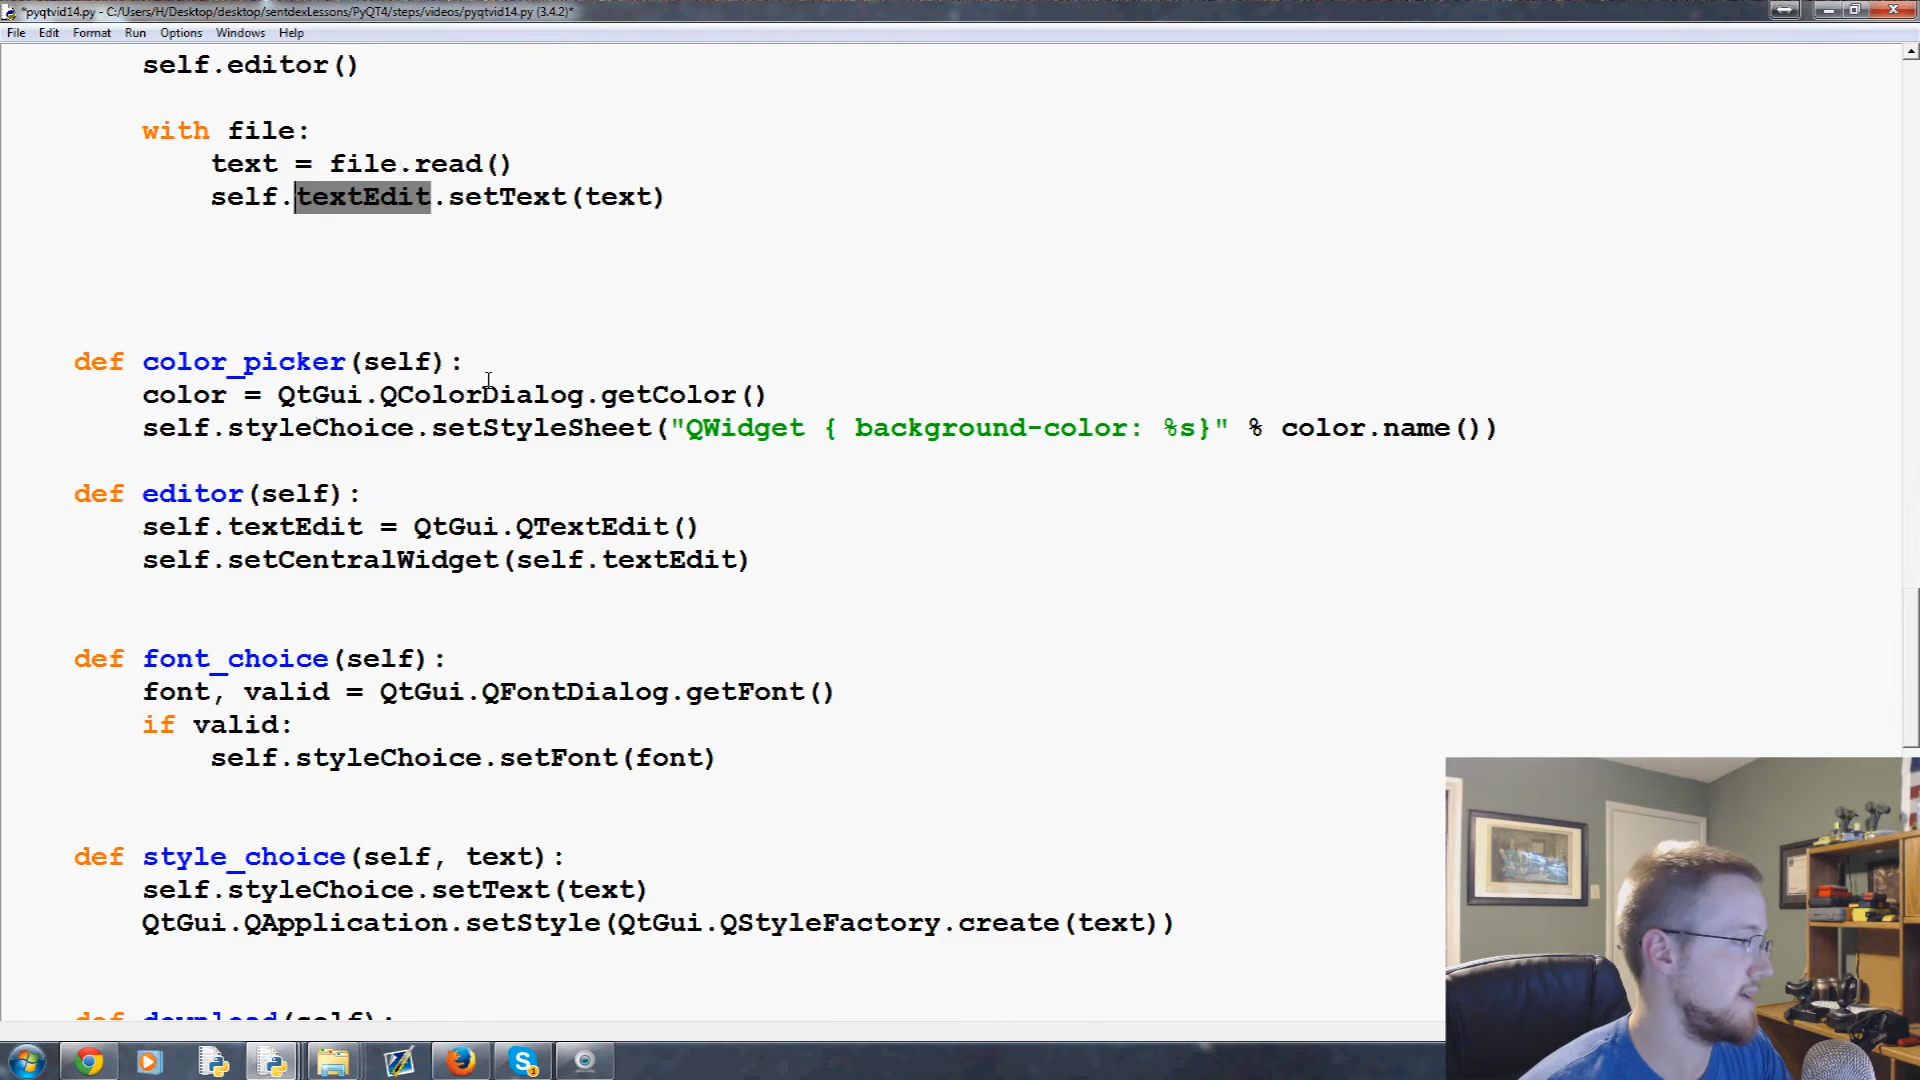 *pyqtvid14.py - C:/Users/H/Desktop/desktop/sentdexLessons/PyQT4/steps/videos/pyqtvid14.py (3.4.2)*
File Edit Format Run Options Windows Help
self.editor()
with file:
text = file.read()
self.textEdit.setText(text)
def color_picker(self):
color = QtGui.QColorDialog.getColor()
self.styleChoice.setStyleSheet("QWidget { background-color: %s}" % color.name())
def editor(self):
self.textEdit = QtGui.QTextEdit()
self.setCentralWidget(self.textEdit)
def font_choice(self):
font, valid = QtGui.QFontDialog.getFont()
if valid:
self.styleChoice.setFont(font)
def style_choice(self, text):
self.styleChoice.setText(text)
QtGui.QApplication.setStyle(QtGui.QStyleFactory.create(text))
def download(self):